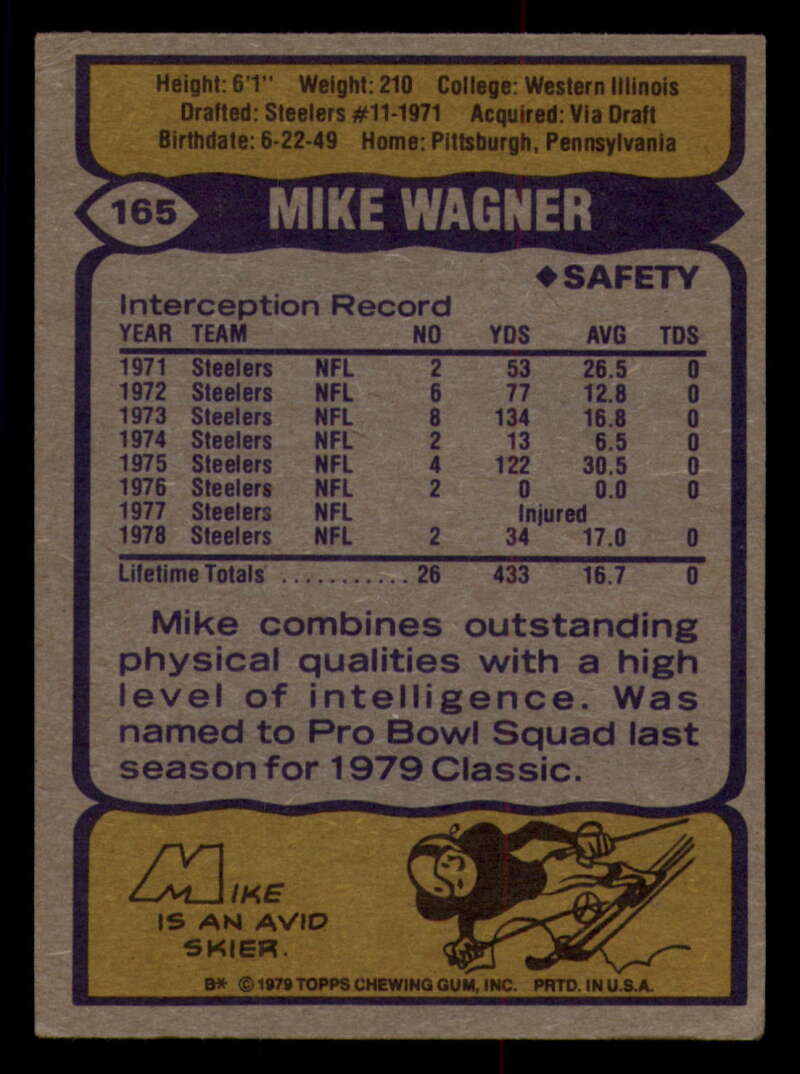 Height: 6'1" Weight: 210 College: Western Illinois
Drafted: Steelers #11-1971 Acquired: Via Draft
Birthdate: 6-22-49 Home: Pittsburgh, Pennsylvania
165 MIKE WAGNER
◆SAFETY
Interception Record
YEAR TEAM NO YDS AVG TDS
1971 Steelers NFL 2 53 26.5 0
1972 Steelers NFL 6 77 12.8 0
1973 Steelers NFL 8 134 16.8 0
1974 Steelers NFL 2 13 6.5 0
1975 Steelers NFL 4 122 30.5 0
1976 Steelers NFL 2 0 0.0 0
1977 Steelers NFL Injured
1978 Steelers NFL 2 34 17.0 0
Lifetime Totals ........... 26 433 16.7 0
Mike combines outstanding
physical qualities with a high
level of intelligence. Was
named to Pro Bowl Squad last
season for 1979 Classic.
MIKE
IS AN AVID
SKIER.
B* © 1979 TOPPS CHEWING GUM, INC. PRTD. IN U.S.A.